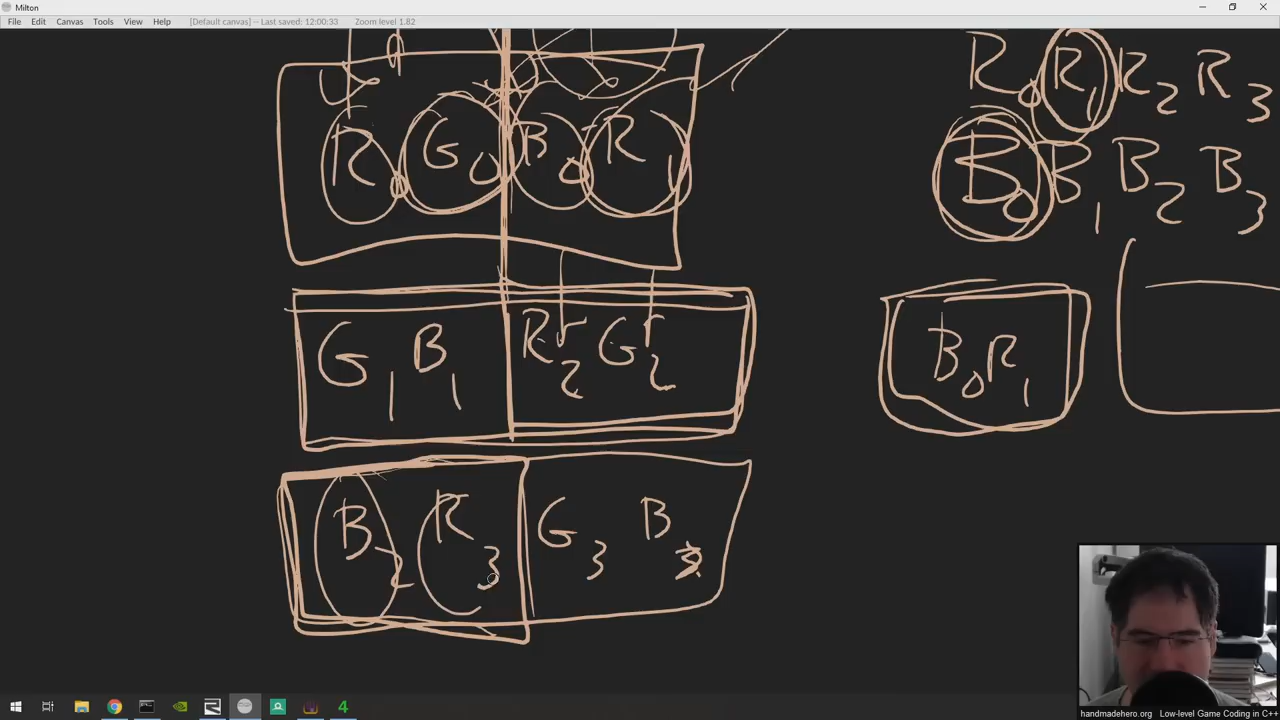 Milton
File Edit Canvas Tools View Help [Default canvas] -- Last saved: 12:00:33 Zoom level 1.82
R0 R1 R2 R3
R0 G0 B0 R1
B0 B1 B2 B3
G1 B1 R2 G2
B0R1
B2 R3 G3 B3
4
handmadehero.org | Low-level Game Coding in C++